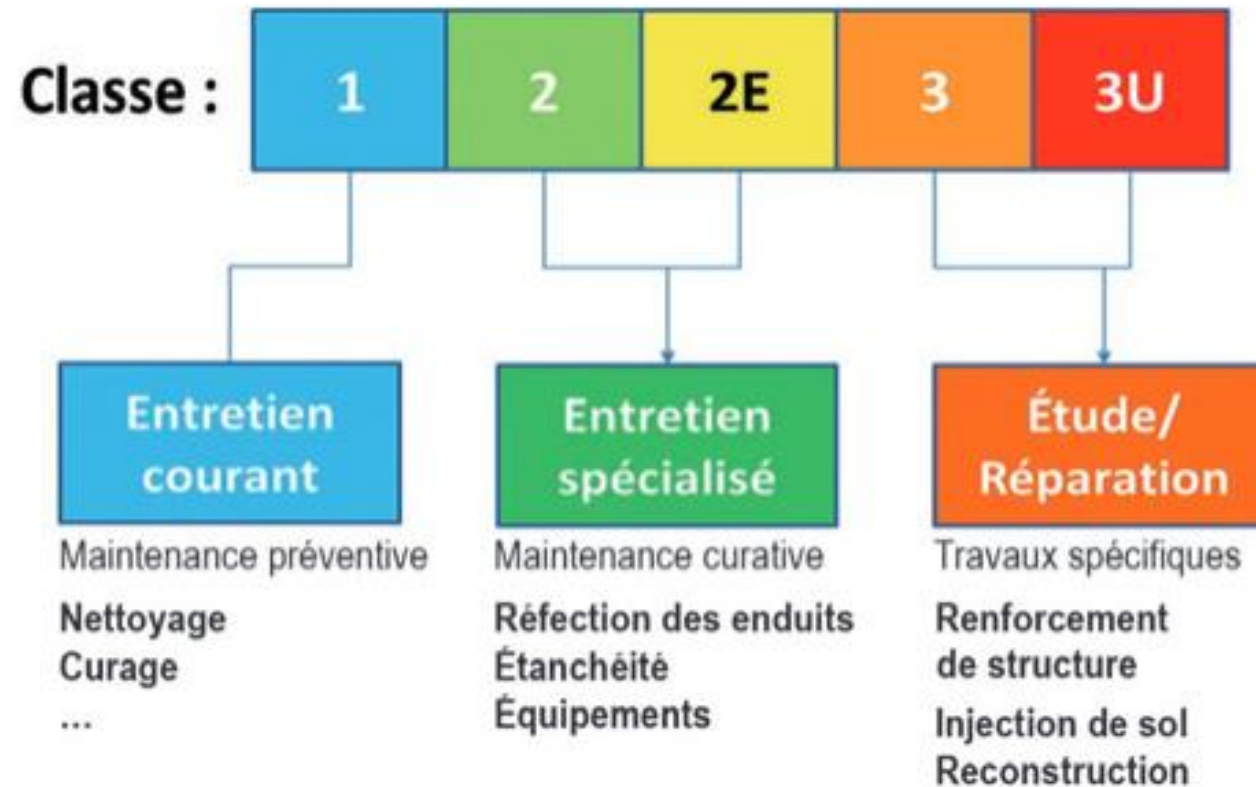 Classe : 1 2 2E 3 3U
Entretien
courant
Maintenance préventive
Nettoyage
Curage
...
Entretien
spécialisé
Maintenance curative
Réfection des enduits
Étanchéité
Équipements
Étude/
Réparation
Travaux spécifiques
Renforcement
de structure
Injection de sol
Reconstruction